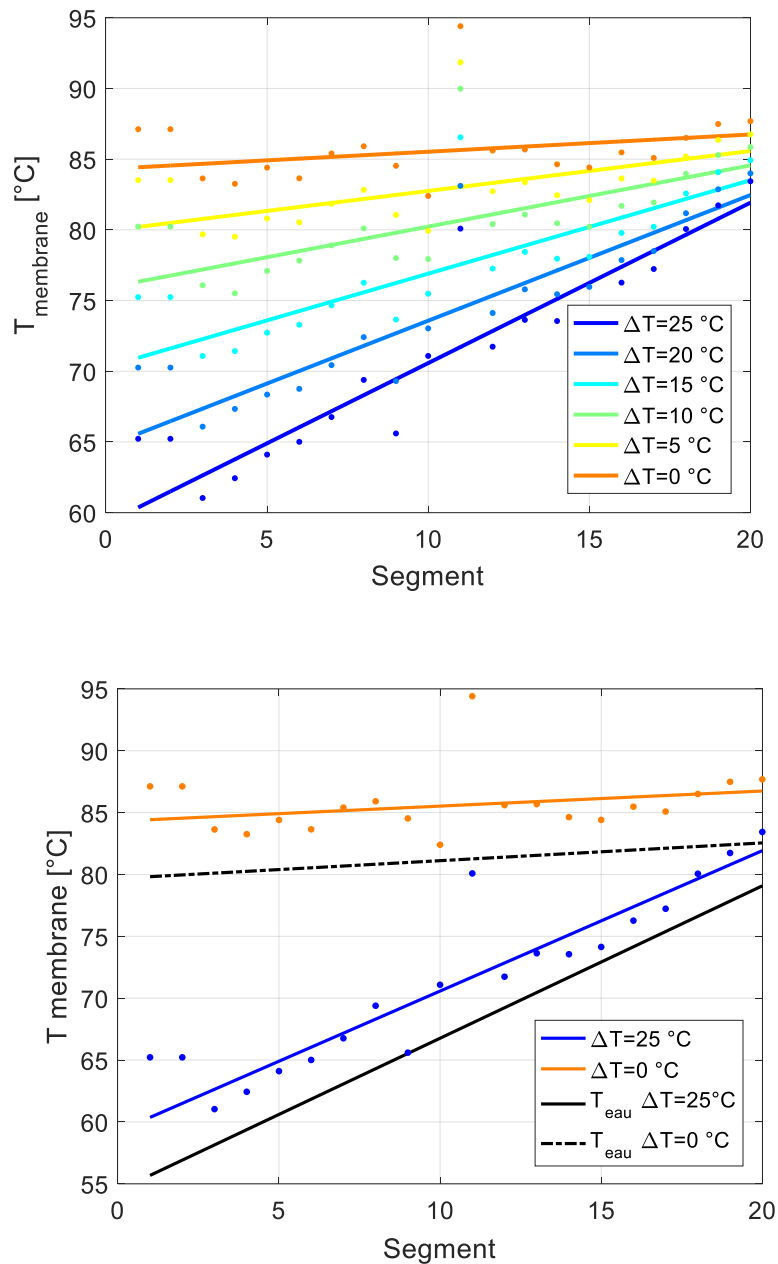 95
90
85
80
75
70
65
60
T membrane [°C]
0
5
10
15
20
Segment
ΔT=25 °C
ΔT=20 °C
ΔT=15 °C
ΔT=10 °C
ΔT=5 °C
ΔT=0 °C
95
90
85
80
75
70
65
60
55
T membrane [°C]
0
5
10
15
20
Segment
ΔT=25 °C
ΔT=0 °C
T eau ΔT=25°C
T eau ΔT=0 °C